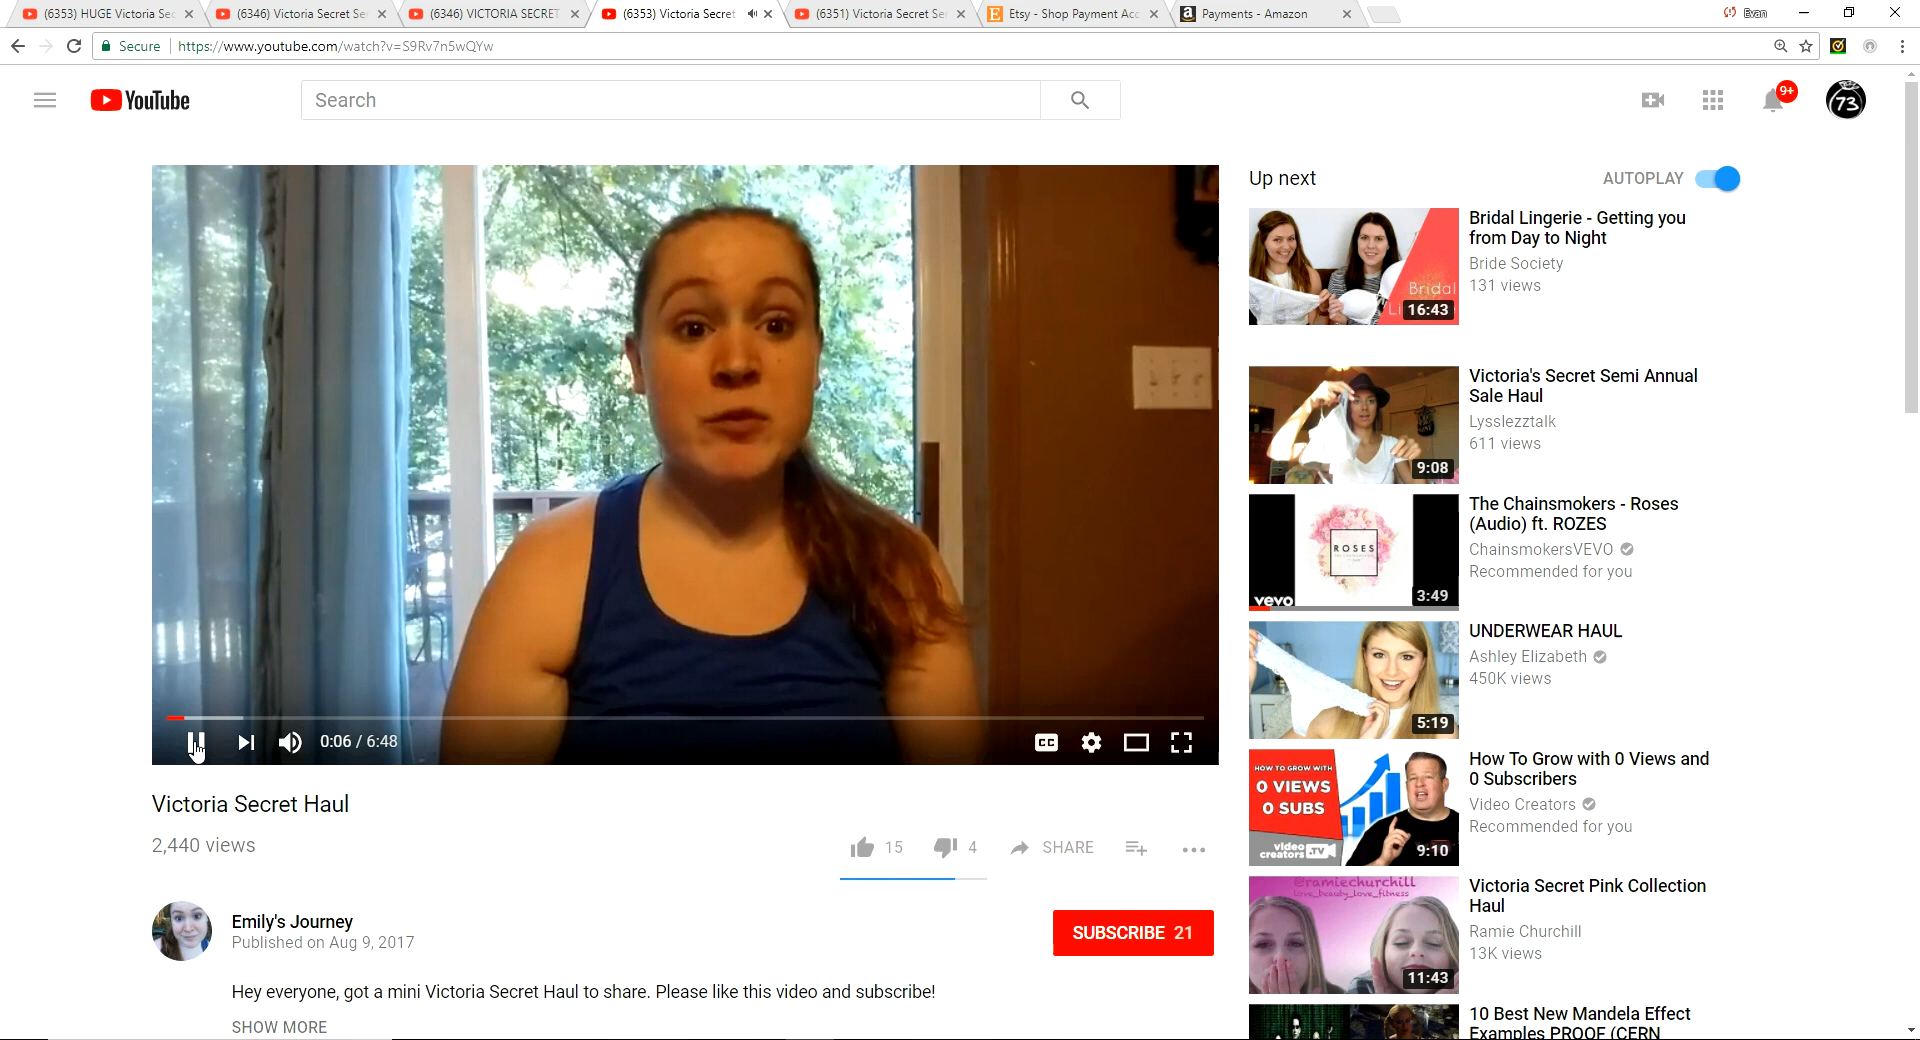 (6353) HUGE Victoria Sec
(6346) Victoria Secret Se
(6346) VICTORIA SECRET
(6353) Victoria Secret
(6351) Victoria Secret Se
Etsy - Shop Payment Acc
Payments - Amazon
Evan
Secure
https://www.youtube.com/watch?v=S9Rv7n5wQYw
YouTube
Search
9+
73
0:06 / 6:48
CC
Victoria Secret Haul
2,440 views
15
4
SHARE
Emily's Journey
Published on Aug 9, 2017
SUBSCRIBE 21
Hey everyone, got a mini Victoria Secret Haul to share. Please like this video and subscribe!
SHOW MORE
Up next
AUTOPLAY
Bridal
16:43
Bridal Lingerie - Getting you
from Day to Night
Bride Society
131 views
9:08
Victoria's Secret Semi Annual
Sale Haul
Lysslezztalk
611 views
ROSES
vevo
3:49
The Chainsmokers - Roses
(Audio) ft. ROZES
ChainsmokersVEVO
Recommended for you
5:19
UNDERWEAR HAUL
Ashley Elizabeth
450K views
HOW TO GROW WITH
0 VIEWS
0 SUBS
video
creators.TV
9:10
How To Grow with 0 Views and
0 Subscribers
Video Creators
Recommended for you
@ramiechurchill
love_beauty_love_fitness
11:43
Victoria Secret Pink Collection
Haul
Ramie Churchill
13K views
10 Best New Mandela Effect
Examples PROOF (CERN